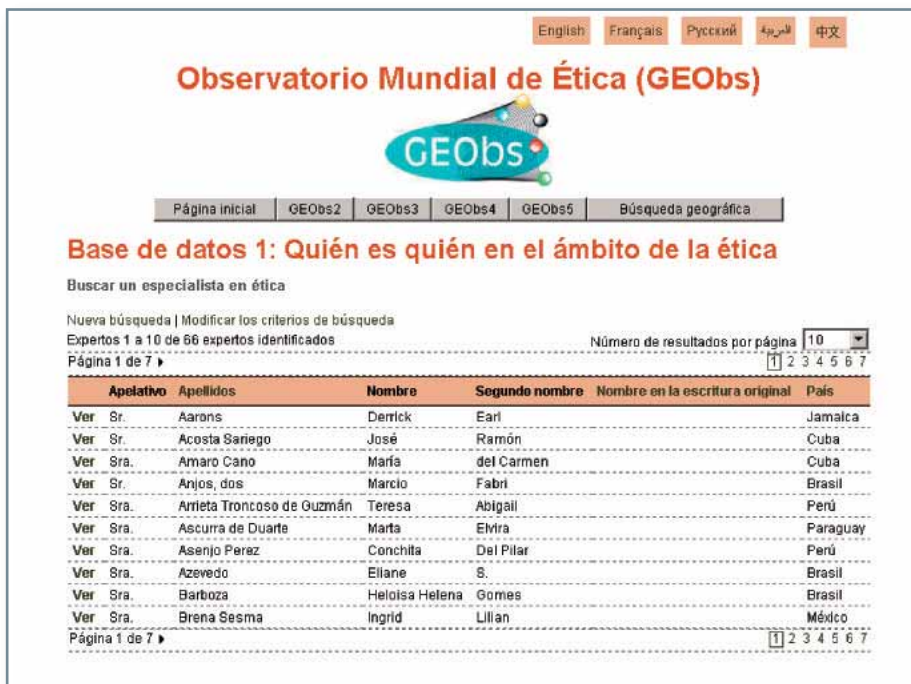 English Français Русский العربية 中文
Observatorio Mundial de Ética (GEObs)
GEObs
Página inicial GEObs2 GEObs3 GEObs4 GEObs5 Búsqueda geográfica
Base de datos 1: Quién es quién en el ámbito de la ética
Buscar un especialista en ética
Nueva búsqueda | Modificar los criterios de búsqueda
Expertos 1 a 10 de 66 expertos identificados Número de resultados por página 10
Página 1 de 7 1 2 3 4 5 6 7
Apelativo Apellidos Nombre Segundo nombre Nombre en la escritura original País
Ver Sr. Aarons Derrick Earl Jamaica
Ver Sr. Acosta Sariego José Ramón Cuba
Ver Sra. Amaro Cano María del Carmen Cuba
Ver Sr. Anjos, dos Marcio Fabri Brasil
Ver Sra. Arrieta Troncoso de Guzmán Teresa Abigail Perú
Ver Sra. Ascurra de Duarte Marta Elvira Paraguay
Ver Sra. Asenjo Perez Conchita Del Pilar Perú
Ver Sra. Azevedo Eliane S. Brasil
Ver Sra. Barboza Heloisa Helena Gomes Brasil
Ver Sra. Brena Sesma Ingrid Lilian México
Página 1 de 7 1 2 3 4 5 6 7